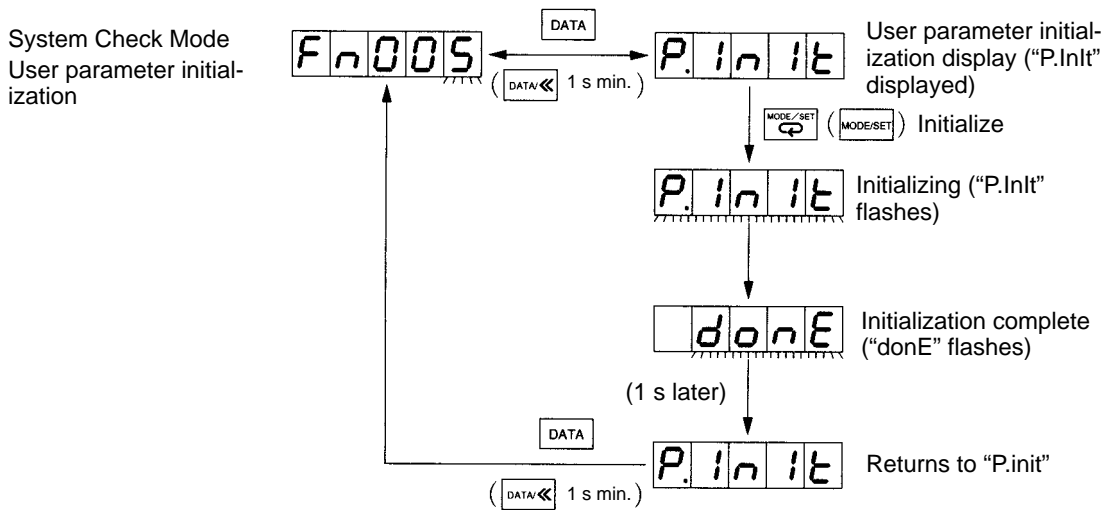 System Check Mode
User parameter initial-
ization
Fn005
DATA
(DATA/≪ 1 s min.)
P.InIt
User parameter initial-
ization display (“P.InIt”
displayed)
MODE/SET (MODE/SET) Initialize
P.InIt
Initializing (“P.InIt”
flashes)
donE
Initialization complete
(“donE” flashes)
(1 s later)
DATA
(DATA/≪ 1 s min.)
P.InIt
Returns to “P.init”